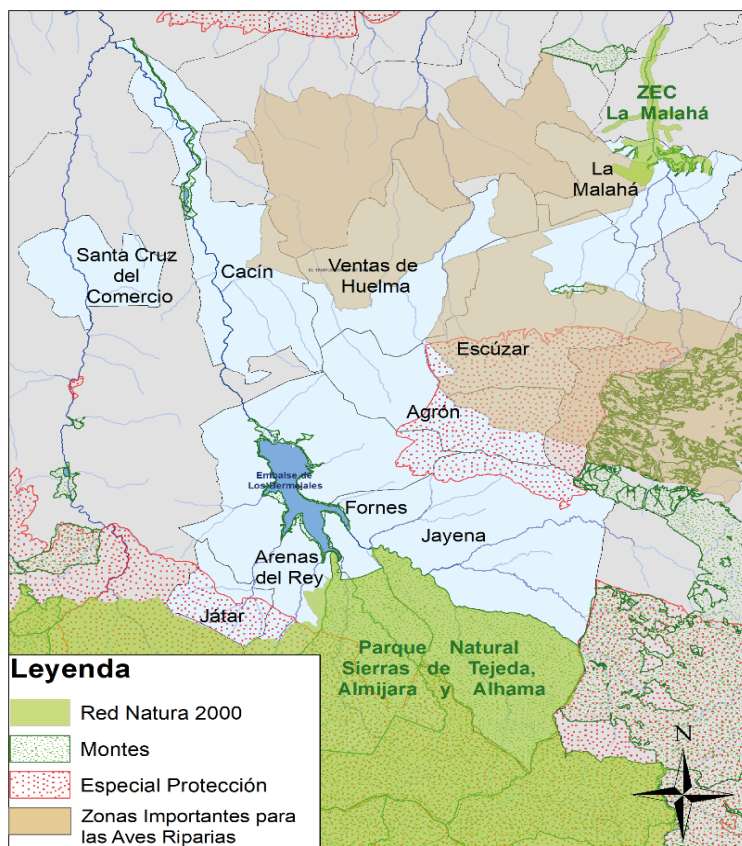 ZEC
La Malahá
La
Malahá
Santa Cruz
del
Comercio
Cacín
Ventas de
Huelma
Escúzar
Agrón
Embalse de
Los Bermejales
Fornes
Jayena
Arenas
del Rey
Játar
Parque Natural
Sierras de Tejeda,
Almijara y Alhama
Leyenda
Red Natura 2000
Montes
Especial Protección
Zonas Importantes para
las Aves Riparias
N